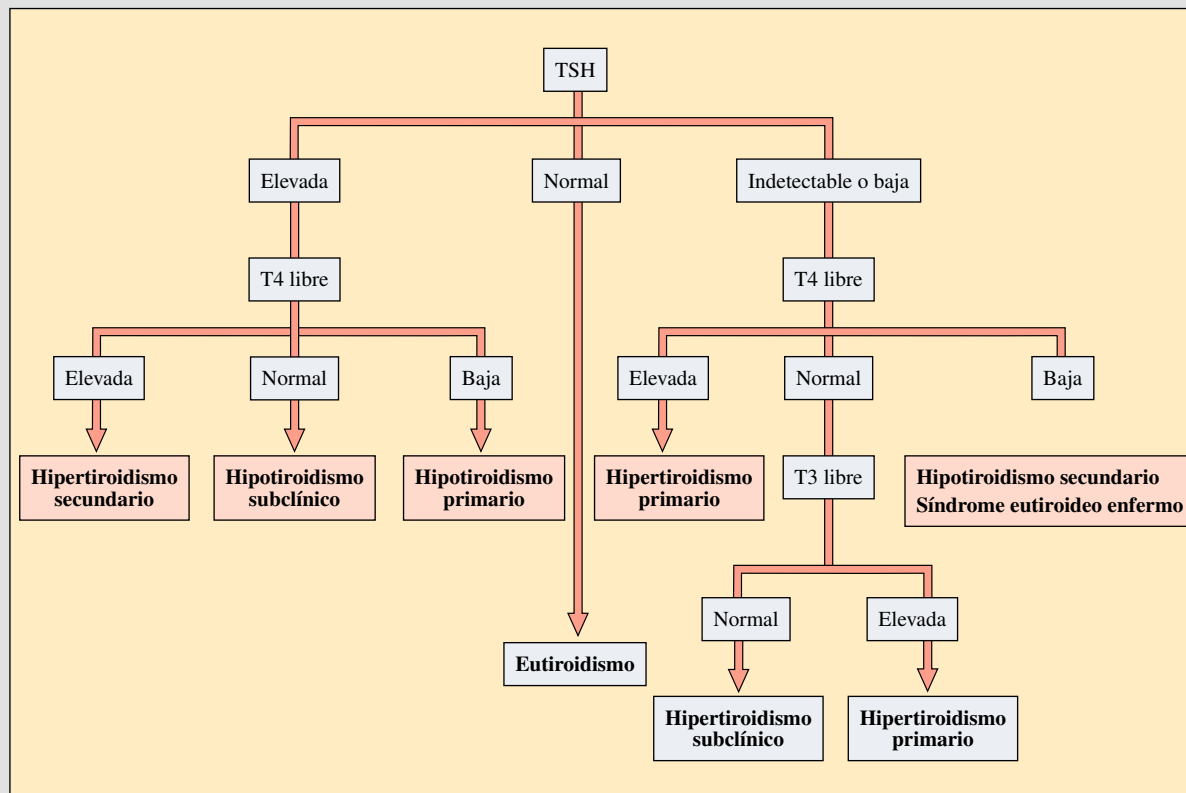 TSH
Elevada
Normal
Indetectable o baja
T4 libre
T4 libre
Elevada
Normal
Baja
Elevada
Normal
Baja
Hipertiroidismo
secundario
Hipotiroidismo
subclínico
Hipotiroidismo
primario
Hipertiroidismo
primario
T3 libre
Hipotiroidismo secundario
Síndrome eutiroideo enfermo
Normal
Elevada
Eutiroidismo
Hipertiroidismo
subclínico
Hipertiroidismo
primario